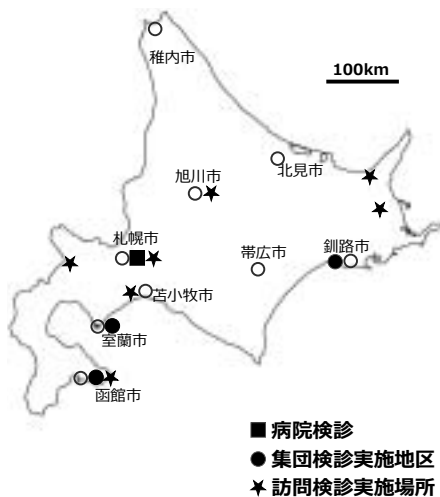 稚内市
100km
北見市
旭川市
札幌市
帯広市
釧路市
苫小牧市
室蘭市
函館市
■ 病院検診
● 集団検診実施地区
★ 訪問検診実施場所